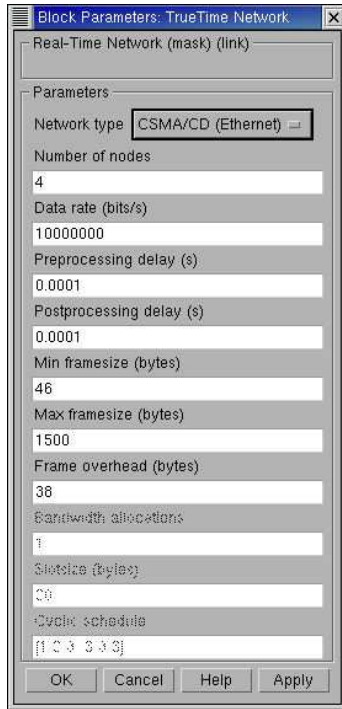 Block Parameters: TrueTime Network
Real-Time Network (mask) (link)
Parameters
Network type CSMA/CD (Ethernet)
Number of nodes
4
Data rate (bits/s)
10000000
Preprocessing delay (s)
0.0001
Postprocessing delay (s)
0.0001
Min framesize (bytes)
46
Max framesize (bytes)
1500
Frame overhead (bytes)
38
Bandwidth allocations
1
Slotsize (bytes)
Cyclic schedule
OK Cancel Help Apply